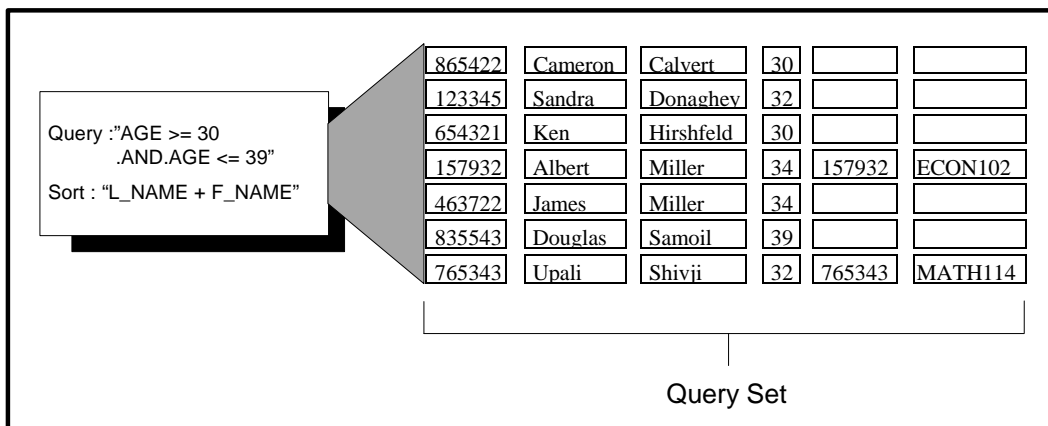 Query :”AGE >= 30
.AND.AGE <= 39”
Sort : “L_NAME + F_NAME”
865422 Cameron Calvert 30
123345 Sandra Donaghey 32
654321 Ken Hirshfeld 30
157932 Albert Miller 34 157932 ECON102
463722 James Miller 34
835543 Douglas Samoil 39
765343 Upali Shivji 32 765343 MATH114
Query Set